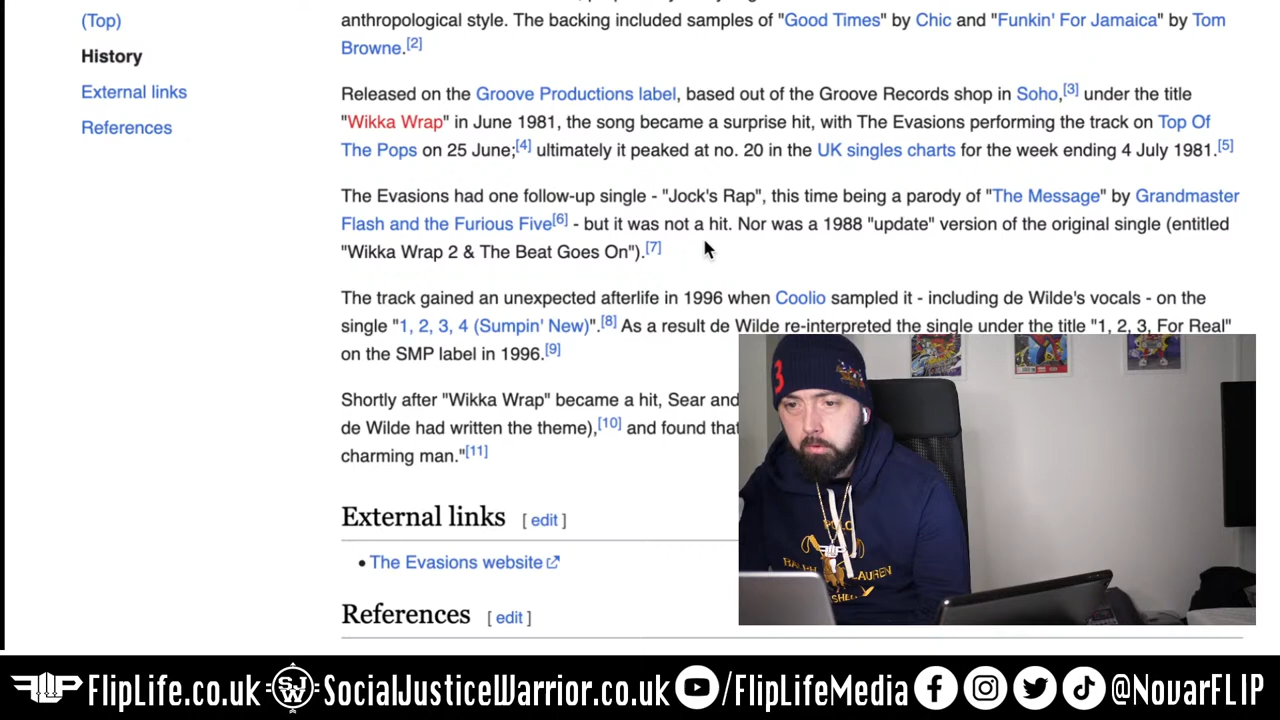 (Top)
History
External links
References
anthropological style. The backing included samples of "Good Times" by Chic and "Funkin' For Jamaica" by Tom
Browne.[2]
Released on the Groove Productions label, based out of the Groove Records shop in Soho,[3] under the title
"Wikka Wrap" in June 1981, the song became a surprise hit, with The Evasions performing the track on Top Of
The Pops on 25 June;[4] ultimately it peaked at no. 20 in the UK singles charts for the week ending 4 July 1981.[5]
The Evasions had one follow-up single - "Jock's Rap", this time being a parody of "The Message" by Grandmaster
Flash and the Furious Five[6] - but it was not a hit. Nor was a 1988 "update" version of the original single (entitled
"Wikka Wrap 2 & The Beat Goes On").[7]
The track gained an unexpected afterlife in 1996 when Coolio sampled it - including de Wilde's vocals - on the
single "1, 2, 3, 4 (Sumpin' New)".[8] As a result de Wilde re-interpreted the single under the title "1, 2, 3, For Real"
on the SMP label in 1996.[9]
Shortly after "Wikka Wrap" became a hit, Sear and
de Wilde had written the theme),[10] and found that
charming man."[11]
External links [ edit ]
• The Evasions website
References [ edit ]
3
POLO
RALPH LAUREN
FLIP FlipLife.co.uk SJW SocialJusticeWarrior.co.uk /FlipLifeMedia @NovarFLIP